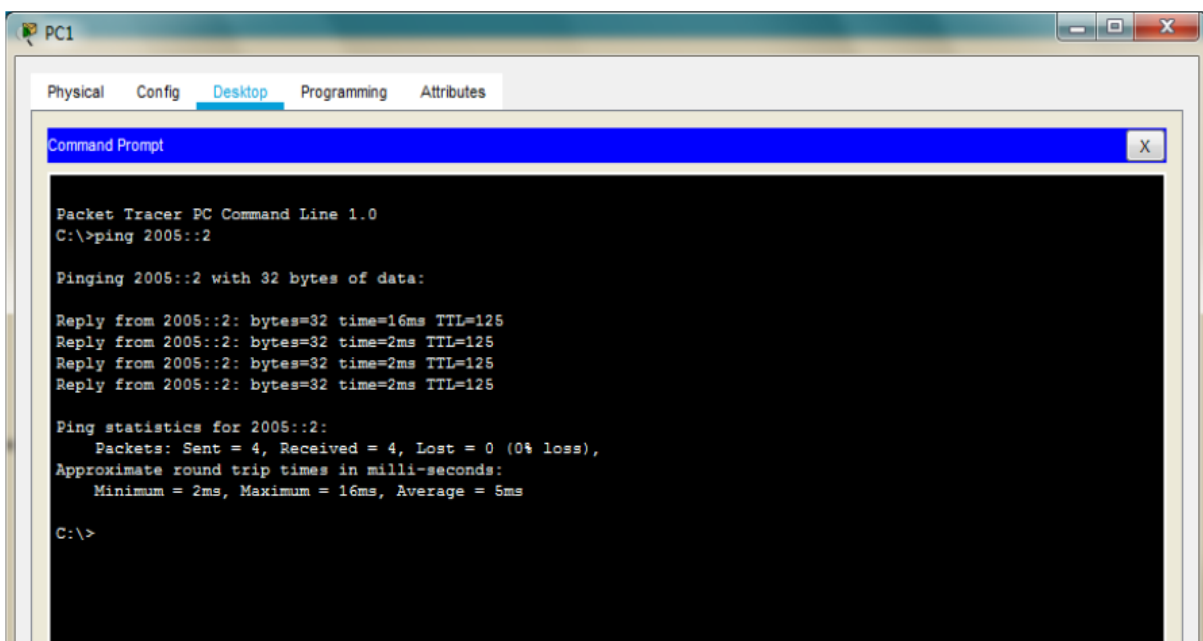 PC1
Physical Config Desktop Programming Attributes
Command Prompt X
Packet Tracer PC Command Line 1.0
C:\>ping 2005::2
Pinging 2005::2 with 32 bytes of data:
Reply from 2005::2: bytes=32 time=16ms TTL=125
Reply from 2005::2: bytes=32 time=2ms TTL=125
Reply from 2005::2: bytes=32 time=2ms TTL=125
Reply from 2005::2: bytes=32 time=2ms TTL=125
Ping statistics for 2005::2:
Packets: Sent = 4, Received = 4, Lost = 0 (0% loss),
Approximate round trip times in milli-seconds:
Minimum = 2ms, Maximum = 16ms, Average = 5ms
C:\>